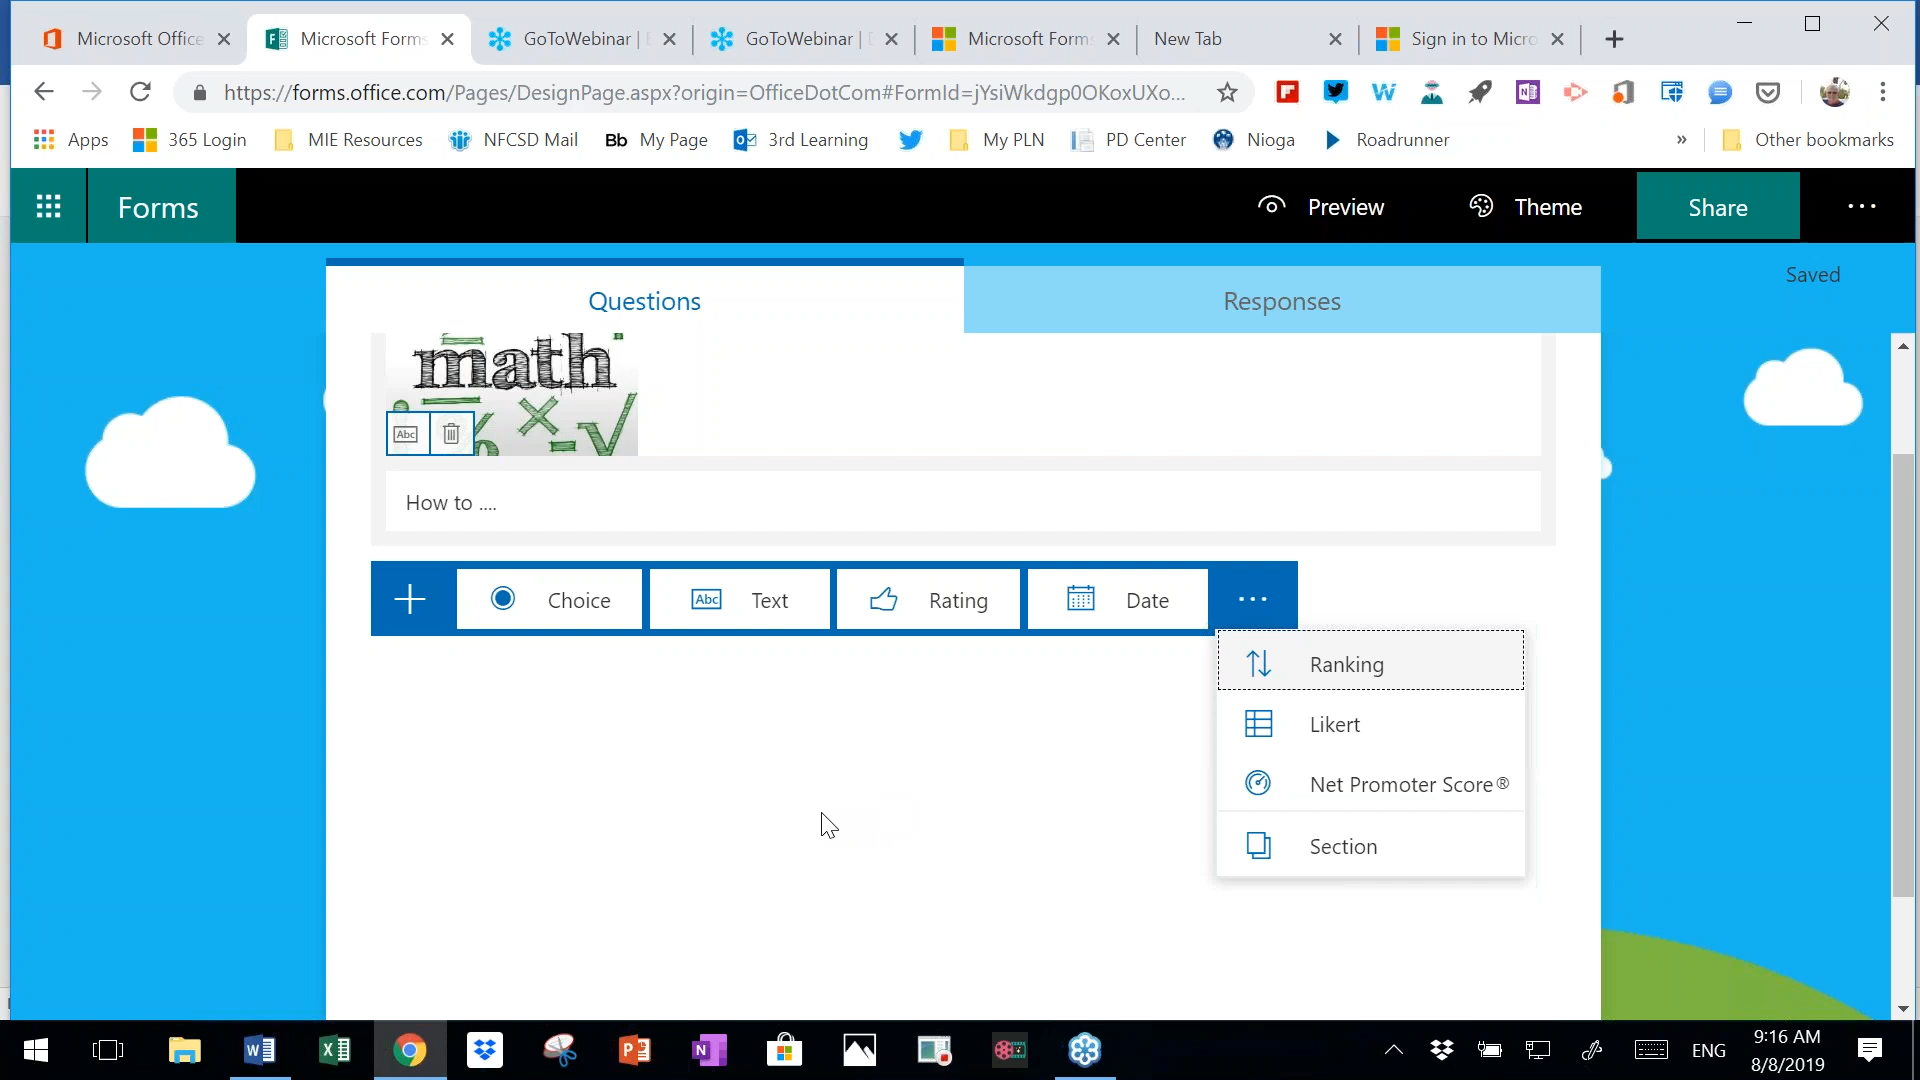 Microsoft Office
Microsoft Forms
GoToWebinar |
GoToWebinar |
Microsoft Forms
New Tab
Sign in to Micro
https://forms.office.com/Pages/DesignPage.aspx?origin=OfficeDotCom#FormId=jYsiWkdgp0OKoxUXo...
Apps
365 Login
MIE Resources
NFCSD Mail
Bb My Page
3rd Learning
My PLN
PD Center
Nioga
Roadrunner
»
Other bookmarks
Forms
Preview
Theme
Share
Saved
Questions
Responses
math
Abc
How to ....
Choice
Abc Text
Rating
Date
Ranking
Likert
Net Promoter Score®
Section
ENG
9:16 AM
8/8/2019